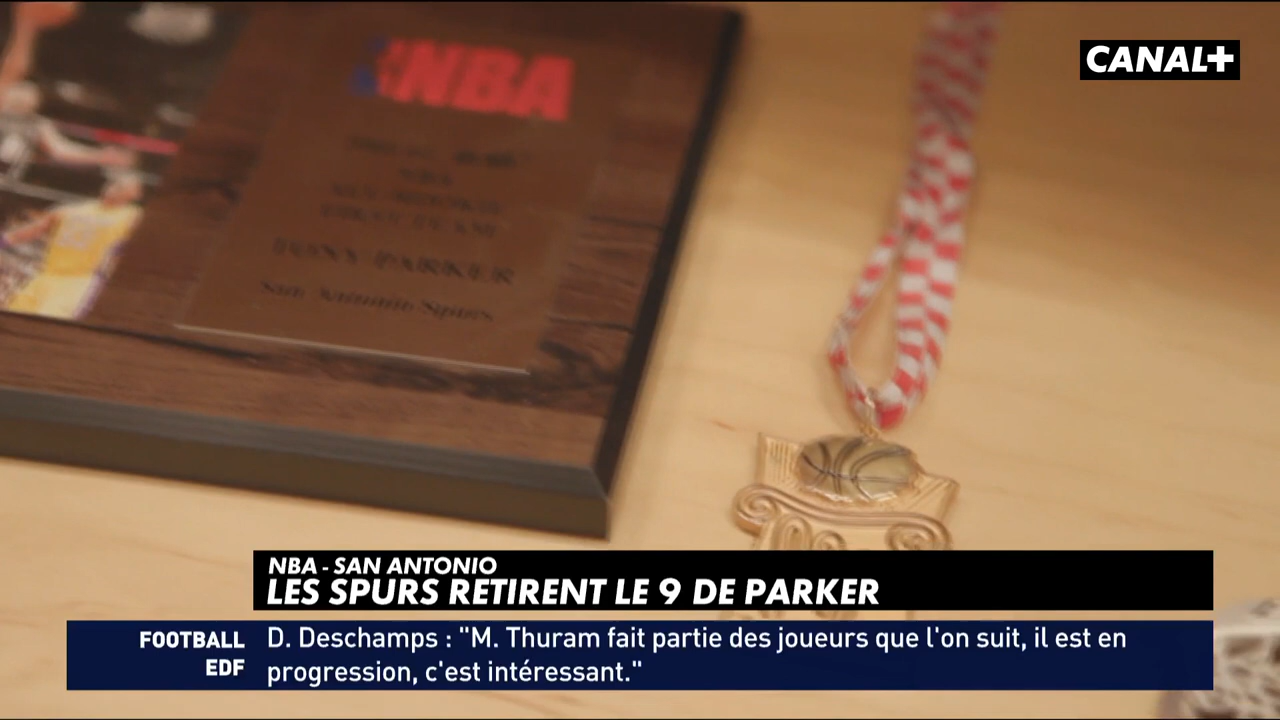 CANAL+
NBA
TONY PARKER
San Antonio Spurs
NBA - SAN ANTONIO
LES SPURS RETIRENT LE 9 DE PARKER
FOOTBALL
EDF
D. Deschamps : "M. Thuram fait partie des joueurs que l'on suit, il est en
progression, c'est intéressant."